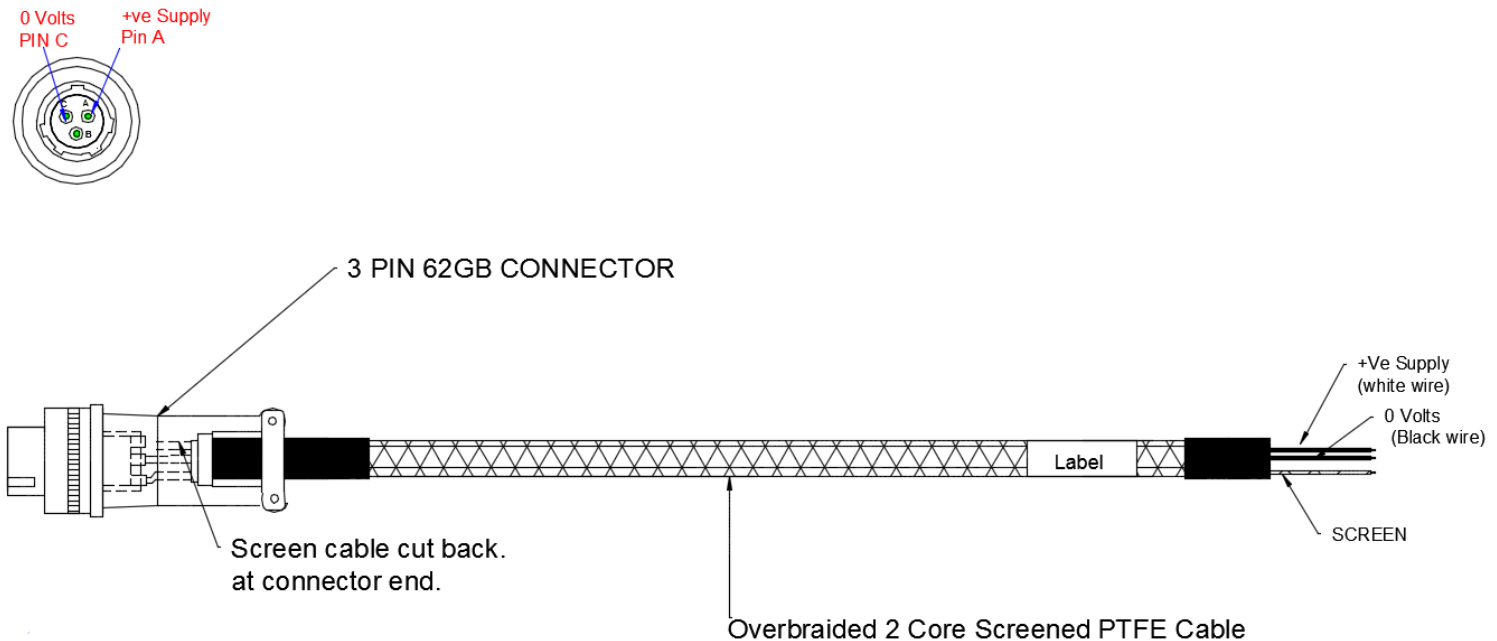 0 Volts
PIN C
+ve Supply
Pin A
C
A
B
3 PIN 62GB CONNECTOR
+Ve Supply
(white wire)
0 Volts
(Black wire)
Label
SCREEN
Screen cable cut back.
at connector end.
Overbraided 2 Core Screened PTFE Cable